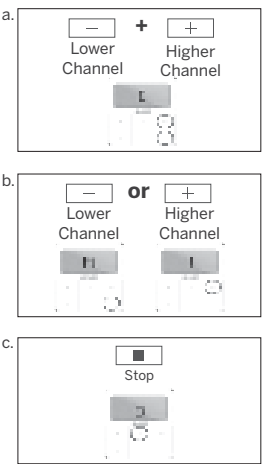 a.
− + +
Lower Higher
Channel Channel
b.
− or +
Lower Higher
Channel Channel
c.
Stop